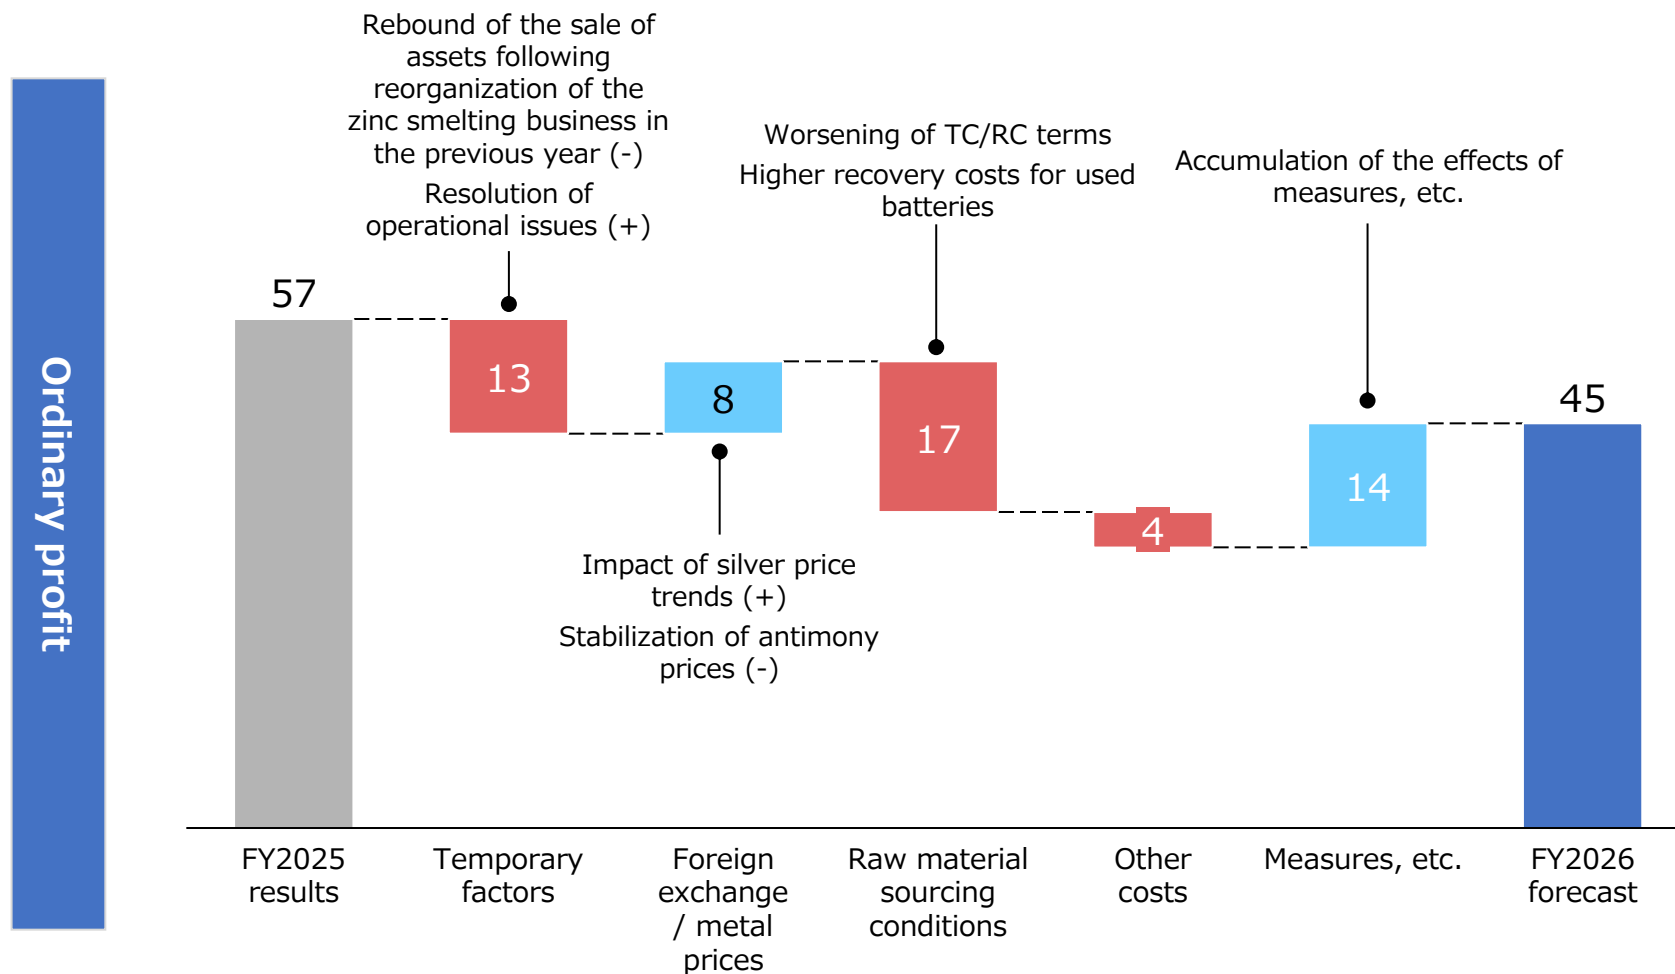 Ordinary profit
Rebound of the sale of
assets following
reorganization of the
zinc smelting business in
the previous year (-)
Resolution of
operational issues (+)
Worsening of TC/RC terms
Higher recovery costs for used
batteries
Accumulation of the effects of
measures, etc.
57
13
8
17
4
14
45
Impact of silver price
trends (+)
Stabilization of antimony
prices (-)
FY2025
results
Temporary
factors
Foreign
exchange
/ metal
prices
Raw material
sourcing
conditions
Other
costs
Measures, etc.
FY2026
forecast